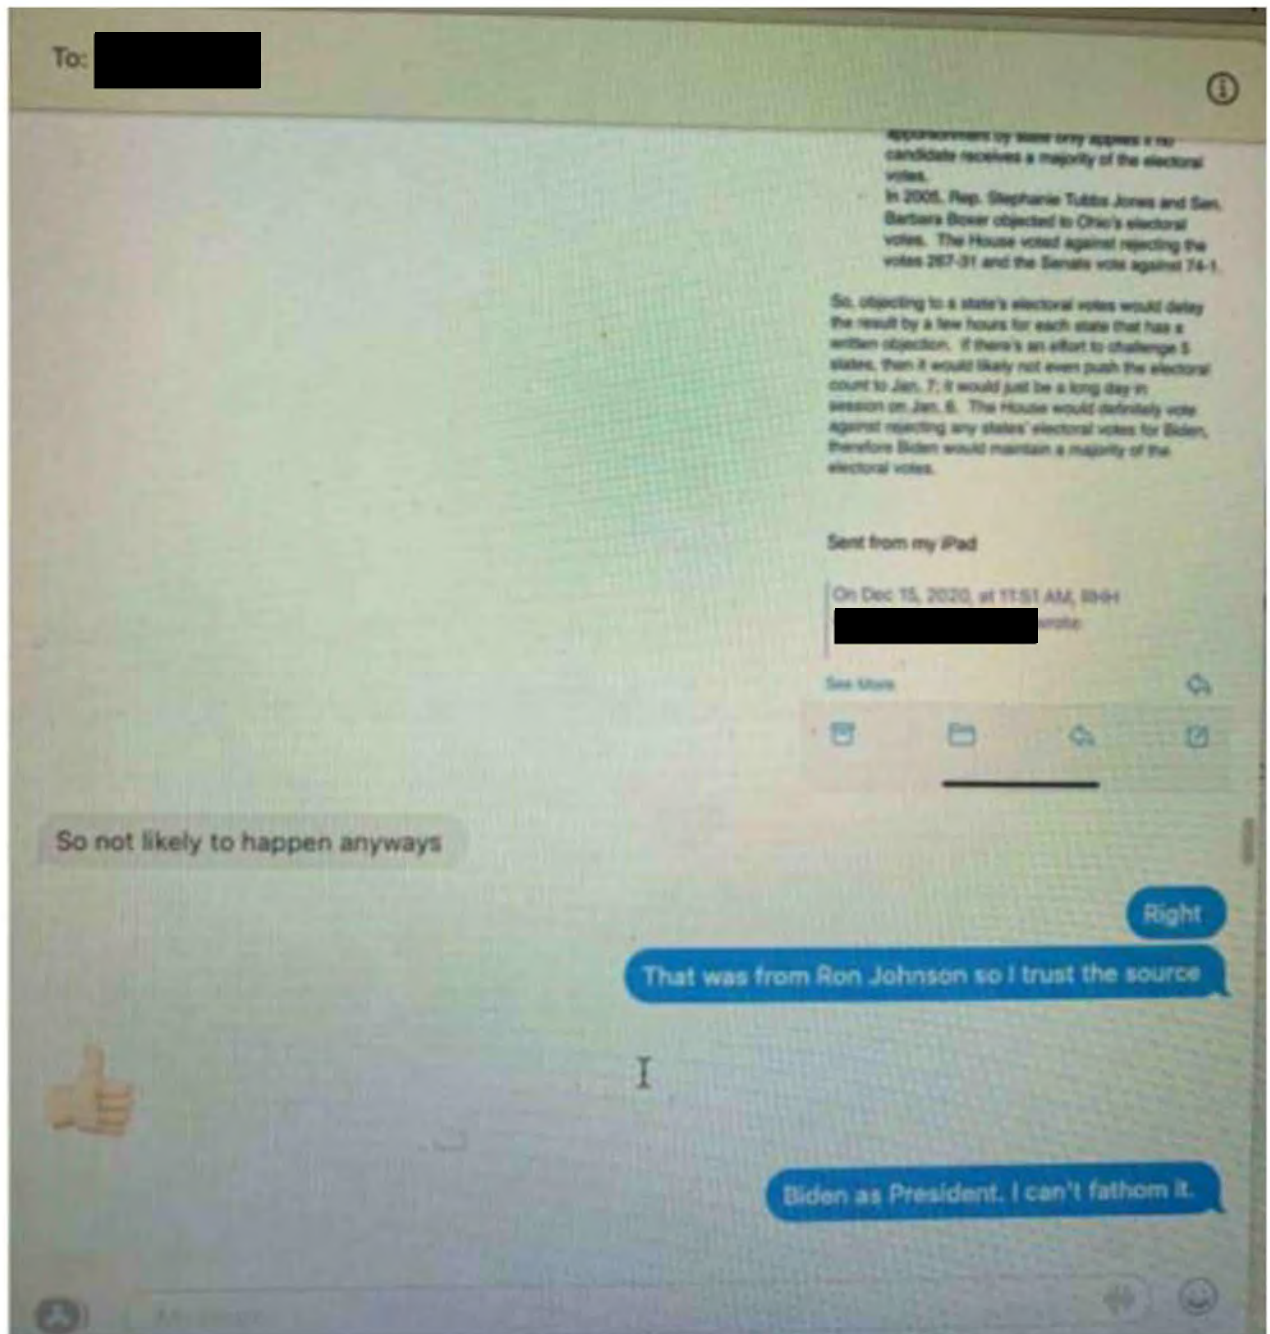 To:
apportionment by state only applies if no
candidate receives a majority of the electoral
votes.
In 2005, Rep. Stephanie Tubbs Jones and Sen.
Barbara Boxer objected to Ohio's electoral
votes. The House voted against rejecting the
votes 267-31 and the Senate vote against 74-1.
So, objecting to a state's electoral votes would delay
the result by a few hours for each state that has a
written objection. If there's an effort to challenge 5
states, then it would likely not even push the electoral
count to Jan. 7; it would just be a long day in
session on Jan. 6. The House would definitely vote
against rejecting any states' electoral votes for Biden,
therefore Biden would maintain a majority of the
electoral votes.
Sent from my iPad
On Dec 15, 2020, at 11:51 AM,
wrote:
See More
So not likely to happen anyways
Right
That was from Ron Johnson so I trust the source
Biden as President. I can't fathom it.